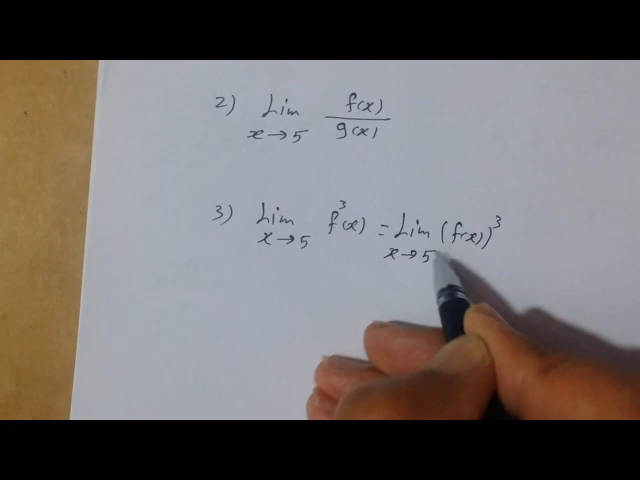 2) Lim x→5 f(x)/g(x)
3) Lim x→5 f³(x) = Lim x→5 (f(x))³